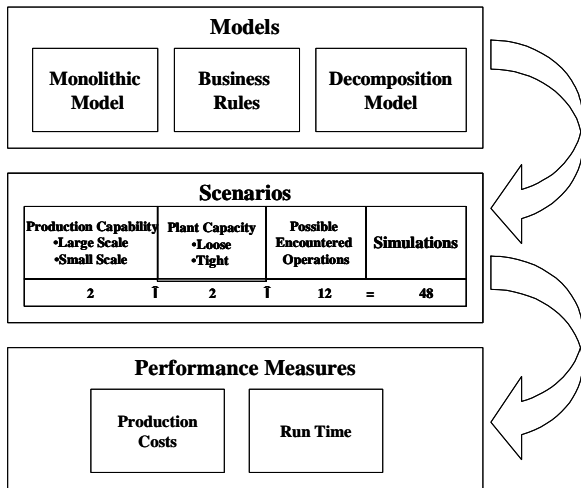 Models
Monolithic Model
Business Rules
Decomposition Model
Scenarios
Production Capability
•Large Scale
•Small Scale
Plant Capacity
•Loose
•Tight
Possible Encountered Operations
Simulations
2 Î 2 Î 12 = 48
Performance Measures
Production Costs
Run Time